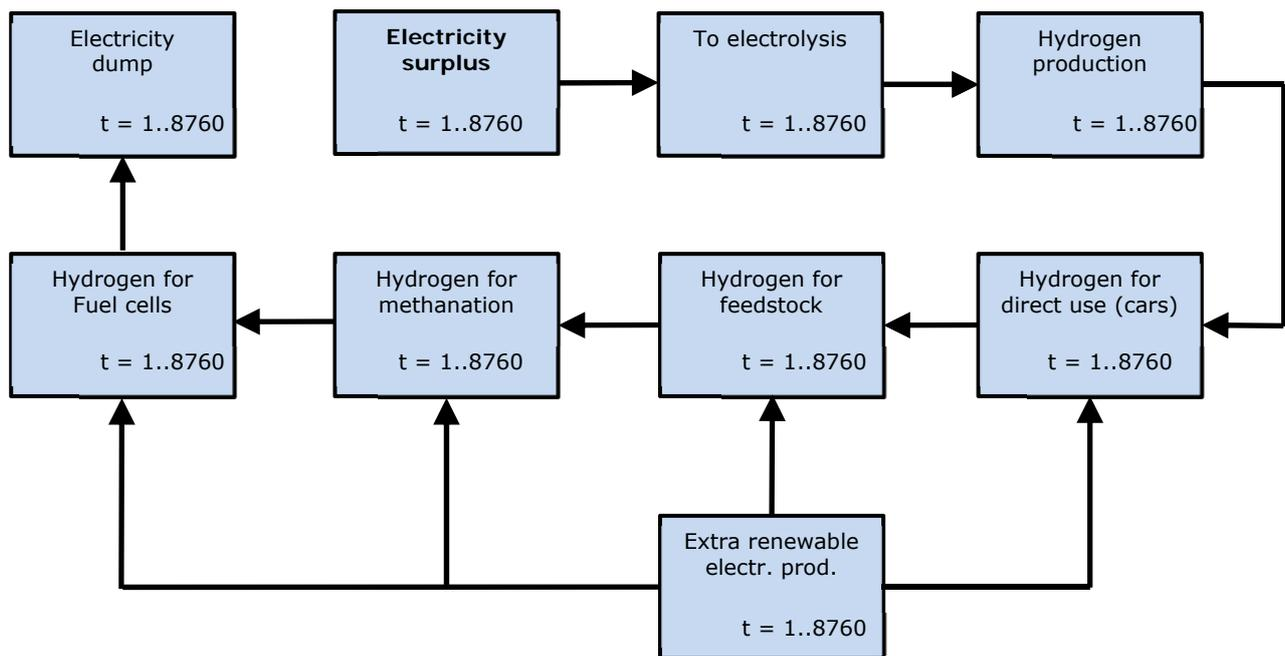 Electricity
dump
t = 1..8760
Electricity
surplus
t = 1..8760
To electrolysis
t = 1..8760
Hydrogen
production
t = 1..8760
Hydrogen for
Fuel cells
t = 1..8760
Hydrogen for
methanation
t = 1..8760
Hydrogen for
feedstock
t = 1..8760
Hydrogen for
direct use (cars)
t = 1..8760
Extra renewable
electr. prod.
t = 1..8760